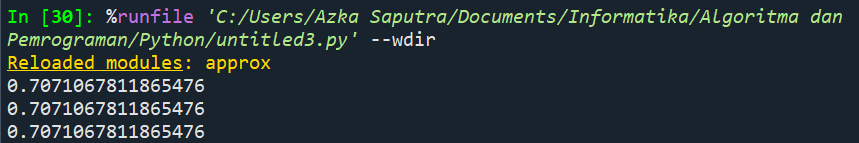 In [30]: %runfile 'C:/Users/Azka Saputra/Documents/Informatika/Algoritma dan
Pemrograman/Python/untitled3.py' --wdir
Reloaded modules: approx
0.7071067811865476
0.7071067811865476
0.7071067811865476